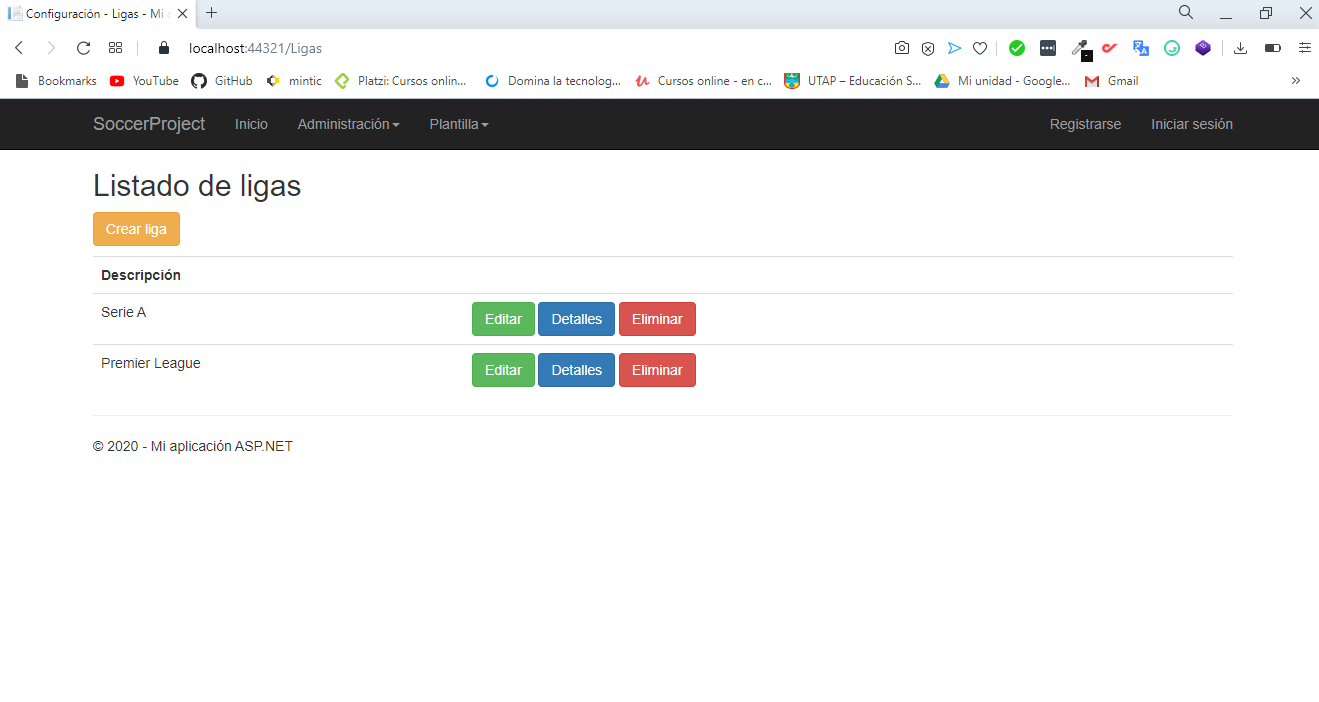 Configuración - Ligas - Mi
localhost:44321/Ligas
Bookmarks YouTube GitHub mintic Platzi: Cursos onlin... Domina la tecnolog... Cursos online - en c... UTAP – Educación S... Mi unidad - Google... Gmail
SoccerProject Inicio Administración Plantilla Registrarse Iniciar sesión
Listado de ligas
Crear liga
Descripción
Serie A Editar Detalles Eliminar
Premier League Editar Detalles Eliminar
© 2020 - Mi aplicación ASP.NET